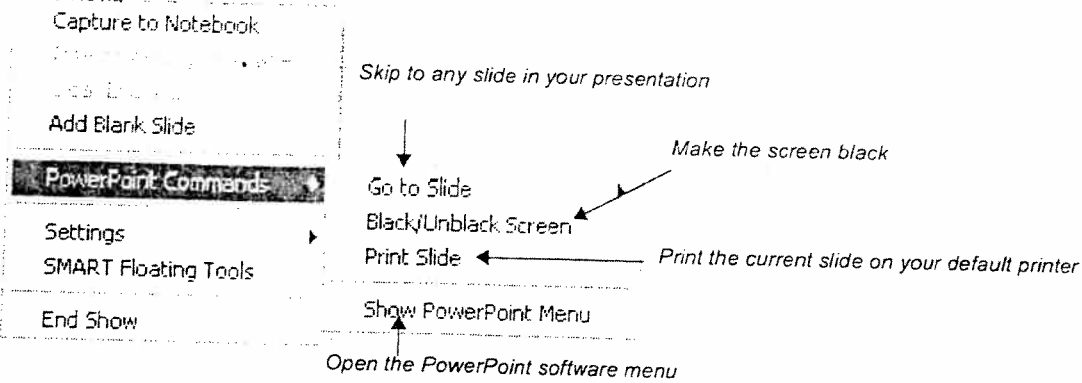 Capture to Notebook
Add Blank Slide
PowerPoint Commands
Settings
SMART Floating Tools
End Show
Skip to any slide in your presentation
Make the screen black
Go to Slide
Black/Unblack Screen
Print Slide
Print the current slide on your default printer
Show PowerPoint Menu
Open the PowerPoint software menu